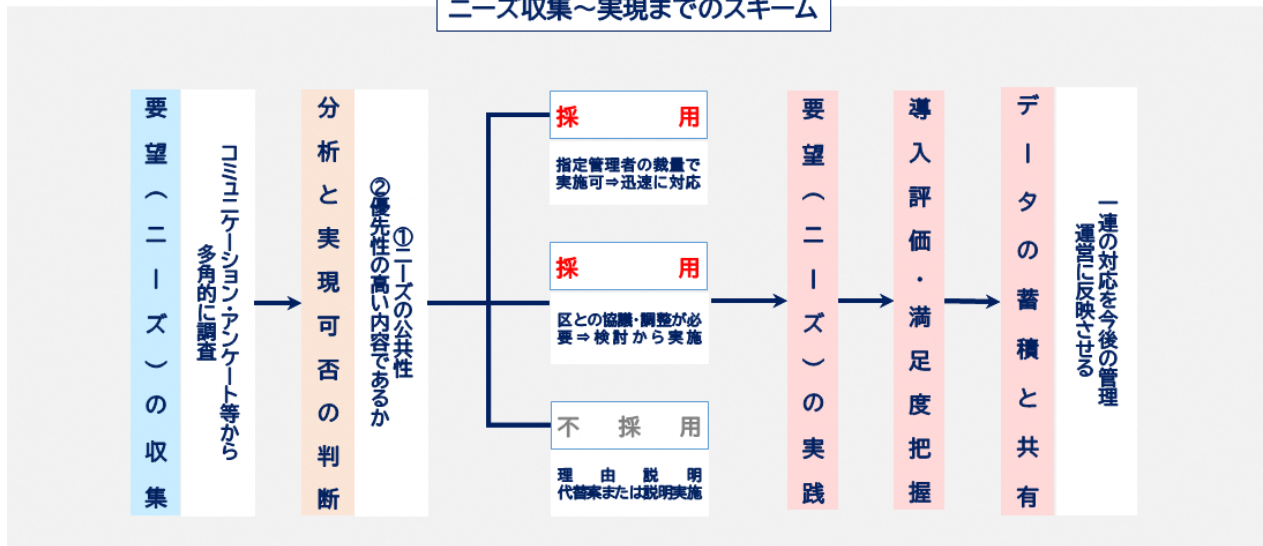 ニーズ収集～実現までのスキーム
要望（ニーズ）の収集
コミュニケーション・アンケート等から
多角的に調査
分析と実現可否の判断
①ニーズの公共性
②優先性の高い内容であるか
採用
指定管理者の裁量で
実施可⇒迅速に対応
採用
区との協議・調整が必
要⇒検討から実施
不採用
理由説明
代替案または説明実施
要望（ニーズ）の実践
導入評価・満足度把握
データの蓄積と共有
一連の対応を今後の管理
運営に反映させる